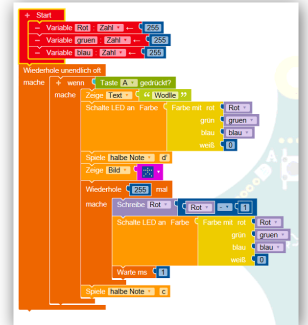 + Start
– Variable Rot : Zahl ← 255
– Variable gruen : Zahl ← 255
– Variable blau : Zahl ← 255
Wiederhole unendlich oft
mache + wenn Taste A gedrückt?
mache Zeige Text “ Wodlle ”
Schalte LED an Farbe Farbe mit rot Rot
grün gruen
blau blau
weiß 0
Spiele halbe Note d'
Zeige Bild
Wiederhole 255 mal
mache Schreibe Rot Rot - 1
Schalte LED an Farbe Farbe mit rot Rot
grün gruen
blau blau
weiß 0
Warte ms 1
Spiele halbe Note c